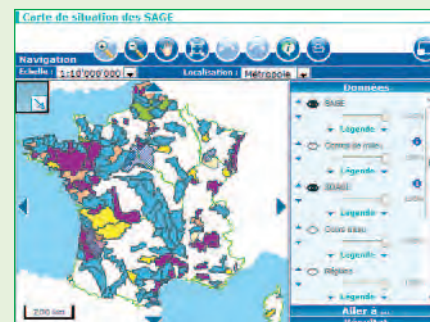 Carte de situation des SAGE
Navigation
Echelle : 1:10'000'000 Localisation : Métropole
Données
SAGE
Légende
Légende
SDAGE
Légende
Cours d'eau
Légende
Régions
Légende
200 km
Aller à ...